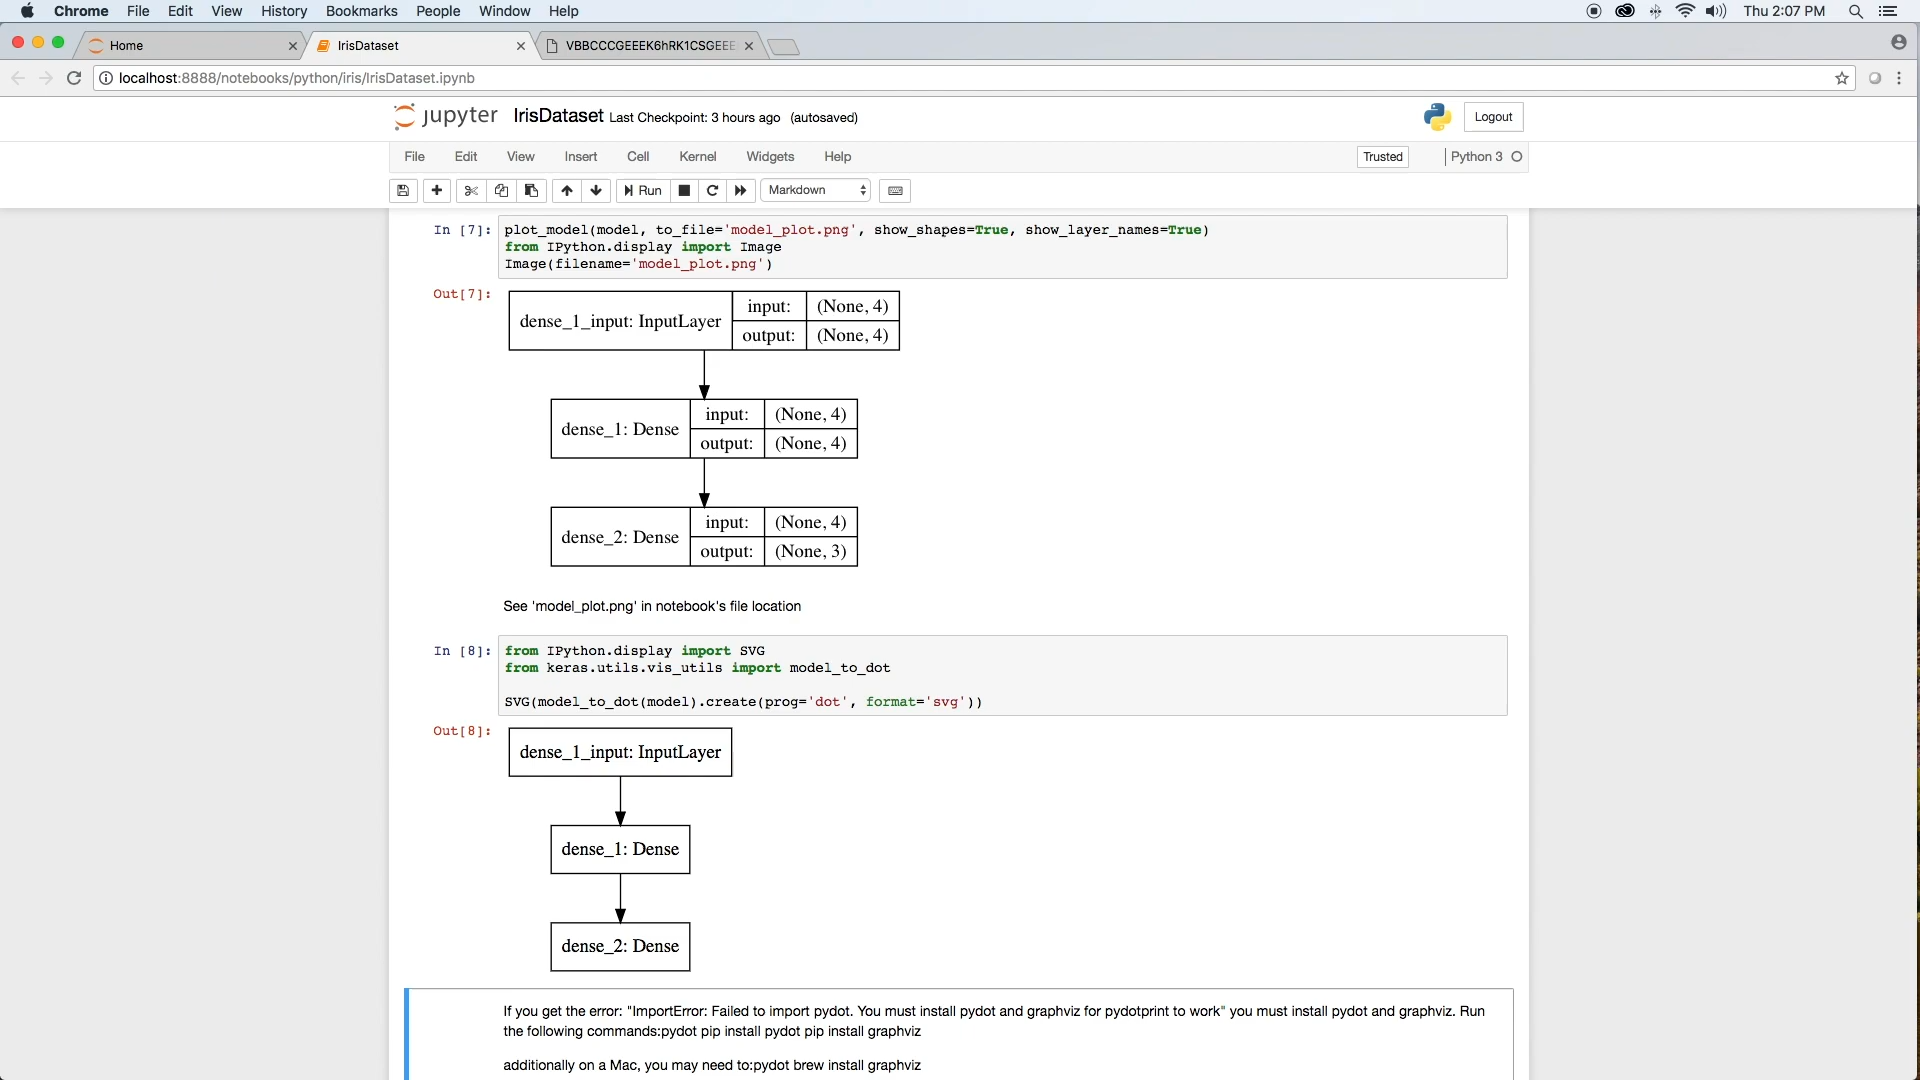 Chrome File Edit View History Bookmarks People Window Help Thu 2:07 PM
Home IrisDataset VBBCCCGEEEK6hRK1CSGEEE
localhost:8888/notebooks/python/iris/IrisDataset.ipynb
jupyter IrisDataset Last Checkpoint: 3 hours ago (autosaved) Logout
File Edit View Insert Cell Kernel Widgets Help Trusted Python 3
Run Markdown
In [7]: plot_model(model, to_file='model_plot.png', show_shapes=True, show_layer_names=True)
from IPython.display import Image
Image(filename='model_plot.png')
Out[7]:
dense_1_input: InputLayer input: (None, 4)
output: (None, 4)
dense_1: Dense input: (None, 4)
output: (None, 4)
dense_2: Dense input: (None, 4)
output: (None, 3)
See 'model_plot.png' in notebook's file location
In [8]: from IPython.display import SVG
from keras.utils.vis_utils import model_to_dot
SVG(model_to_dot(model).create(prog='dot', format='svg'))
Out[8]:
dense_1_input: InputLayer
dense_1: Dense
dense_2: Dense
If you get the error: "ImportError: Failed to import pydot. You must install pydot and graphviz for pydotprint to work" you must install pydot and graphviz. Run
the following commands:pydot pip install pydot pip install graphviz
additionally on a Mac, you may need to:pydot brew install graphviz